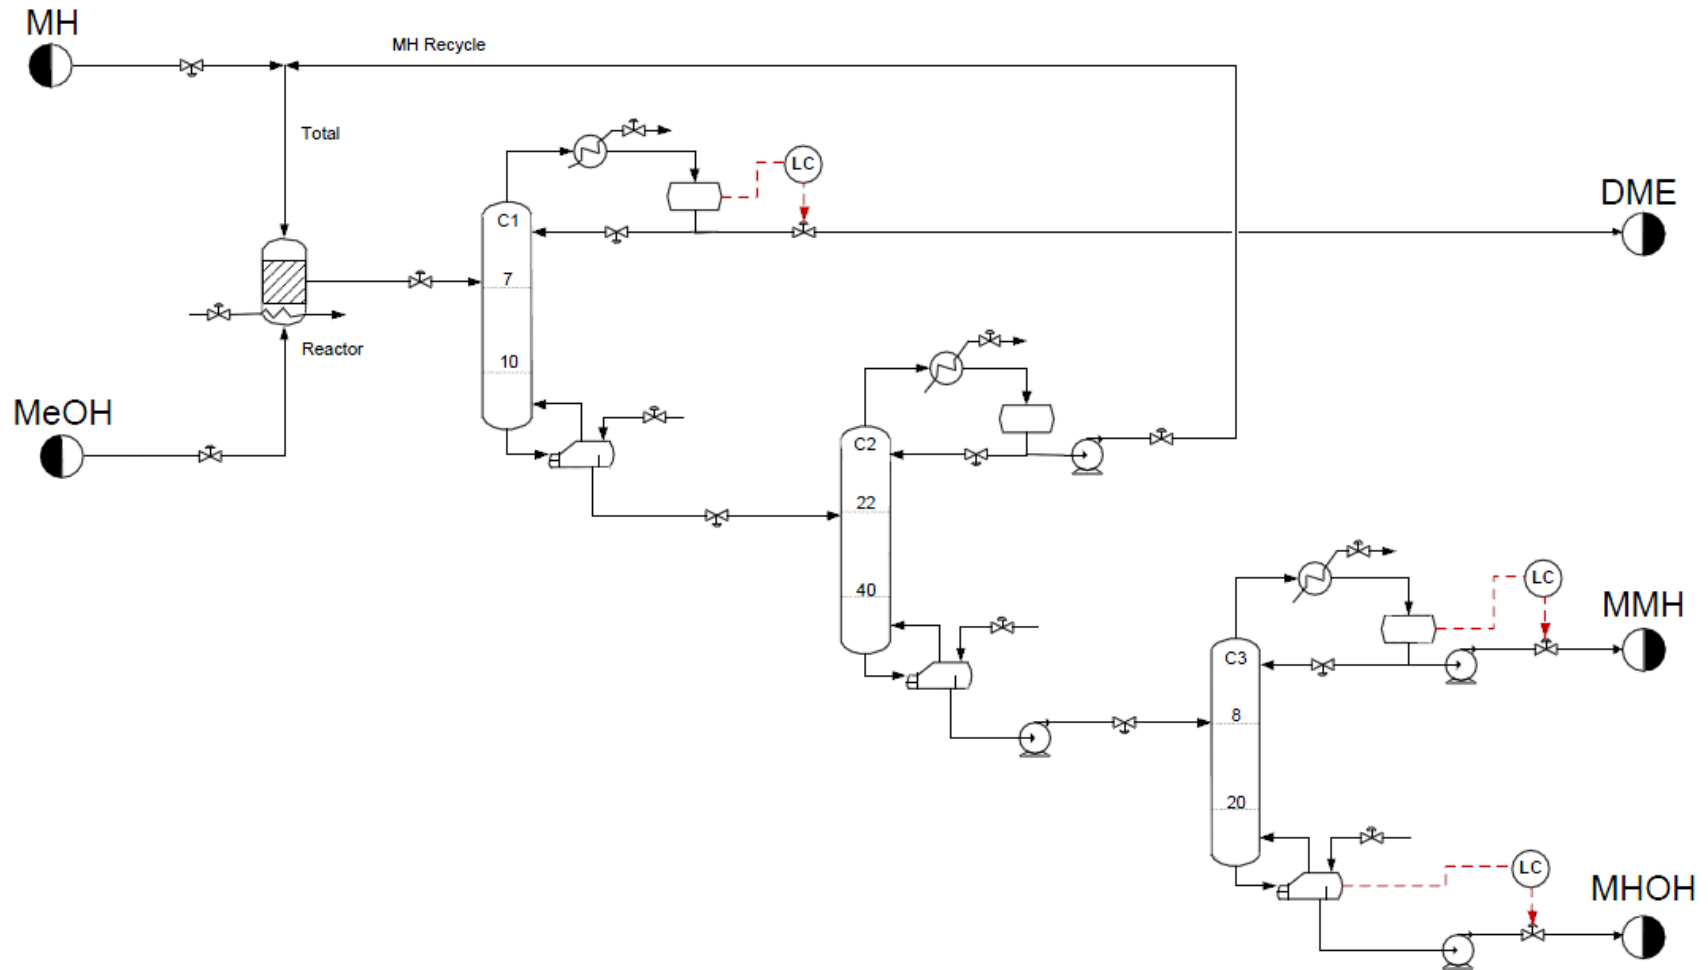 MH
MH Recycle
Total
LC
C1
DME
7
Reactor
10
MeOH
C2
22
LC
40
MMH
C3
8
20
LC
MHOH